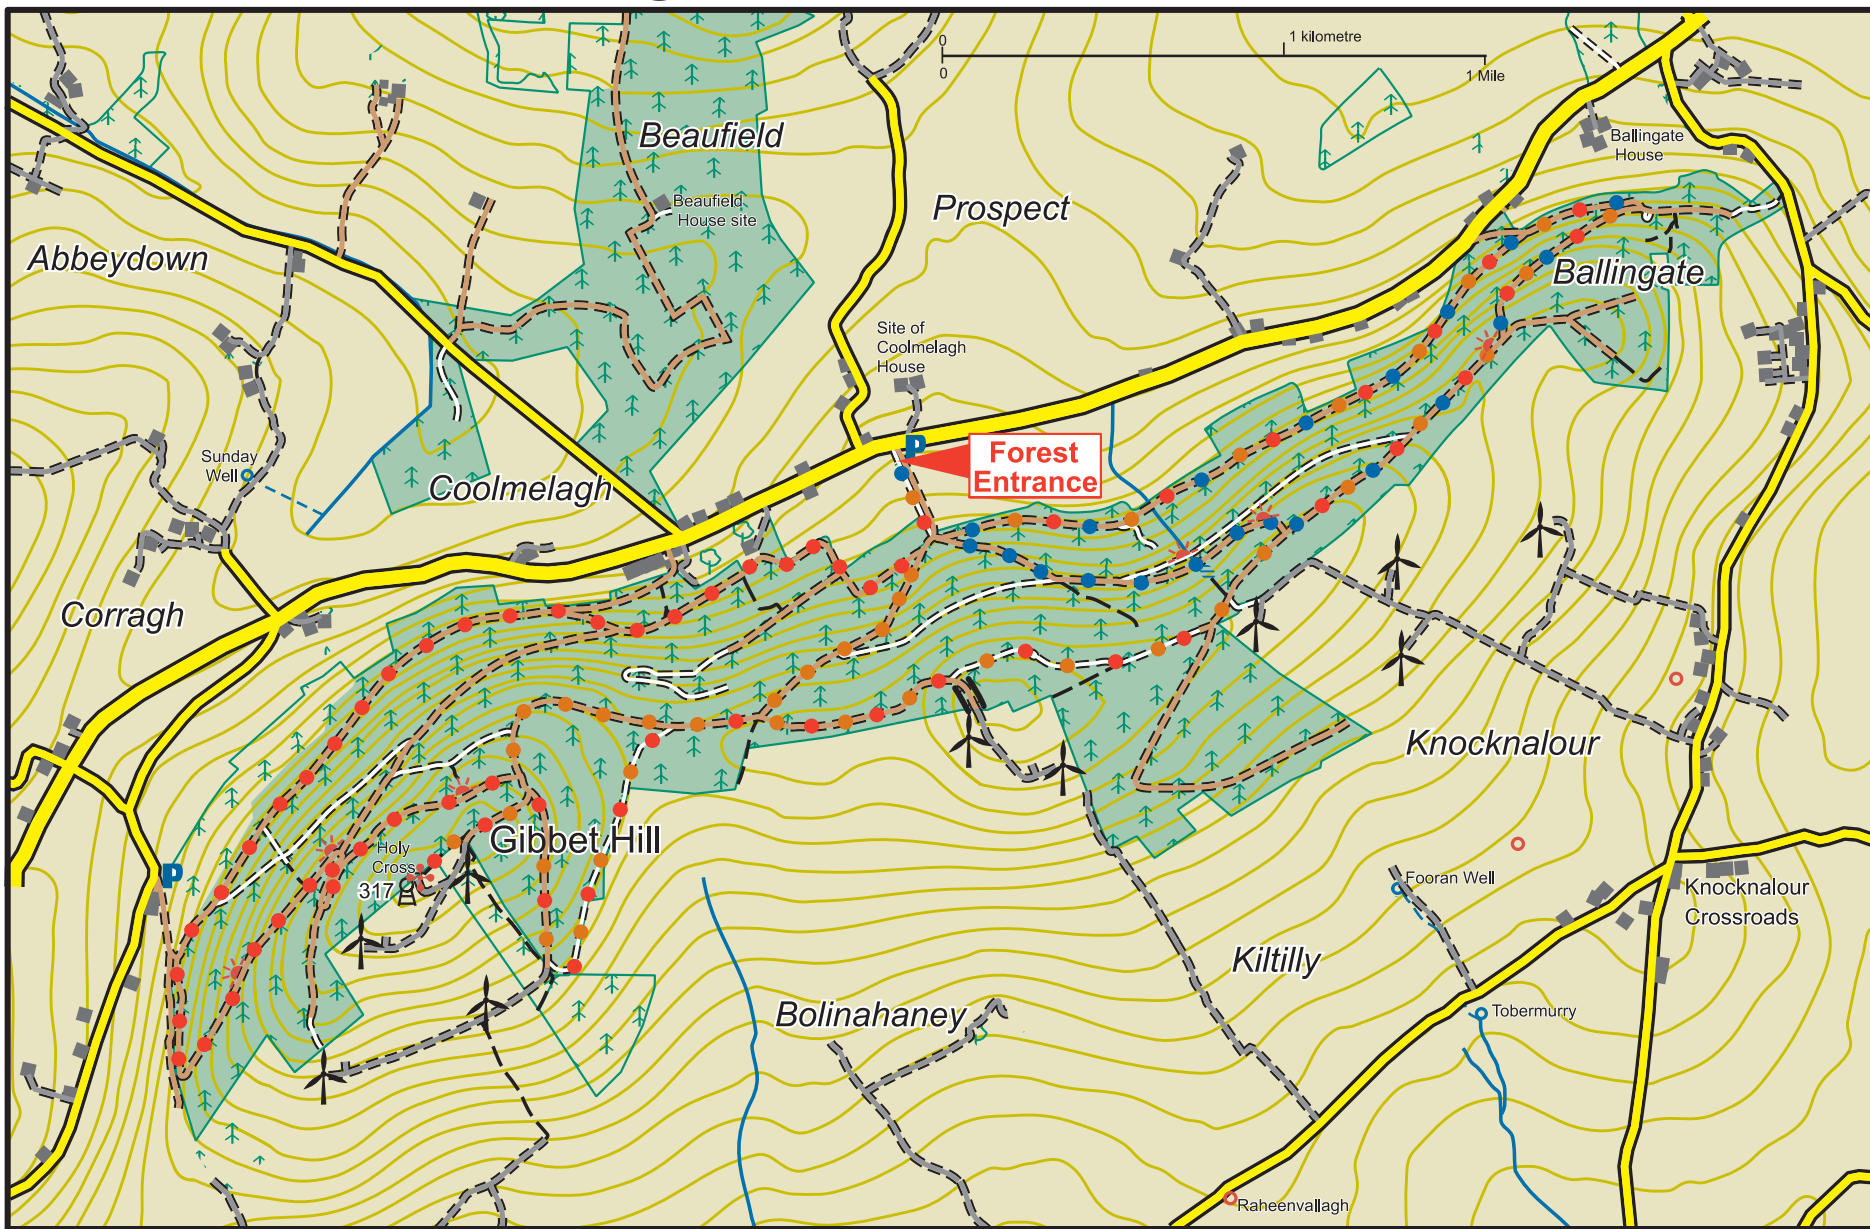 0
1 kilometre
0
1 Mile
Beaufield
Ballingate
House
Beaufield
House site
Prospect
Abbeydown
Ballingate
Site of
Coolmelagh
House
P
Forest
Entrance
Sunday
Well
Coolmelagh
Corragh
Knocknalour
Gibbet Hill
Holy
Cross
317
P
Fooran Well
Knocknalour
Crossroads
Kiltilly
Bolinahaney
Tobermurry
Raheenvallagh